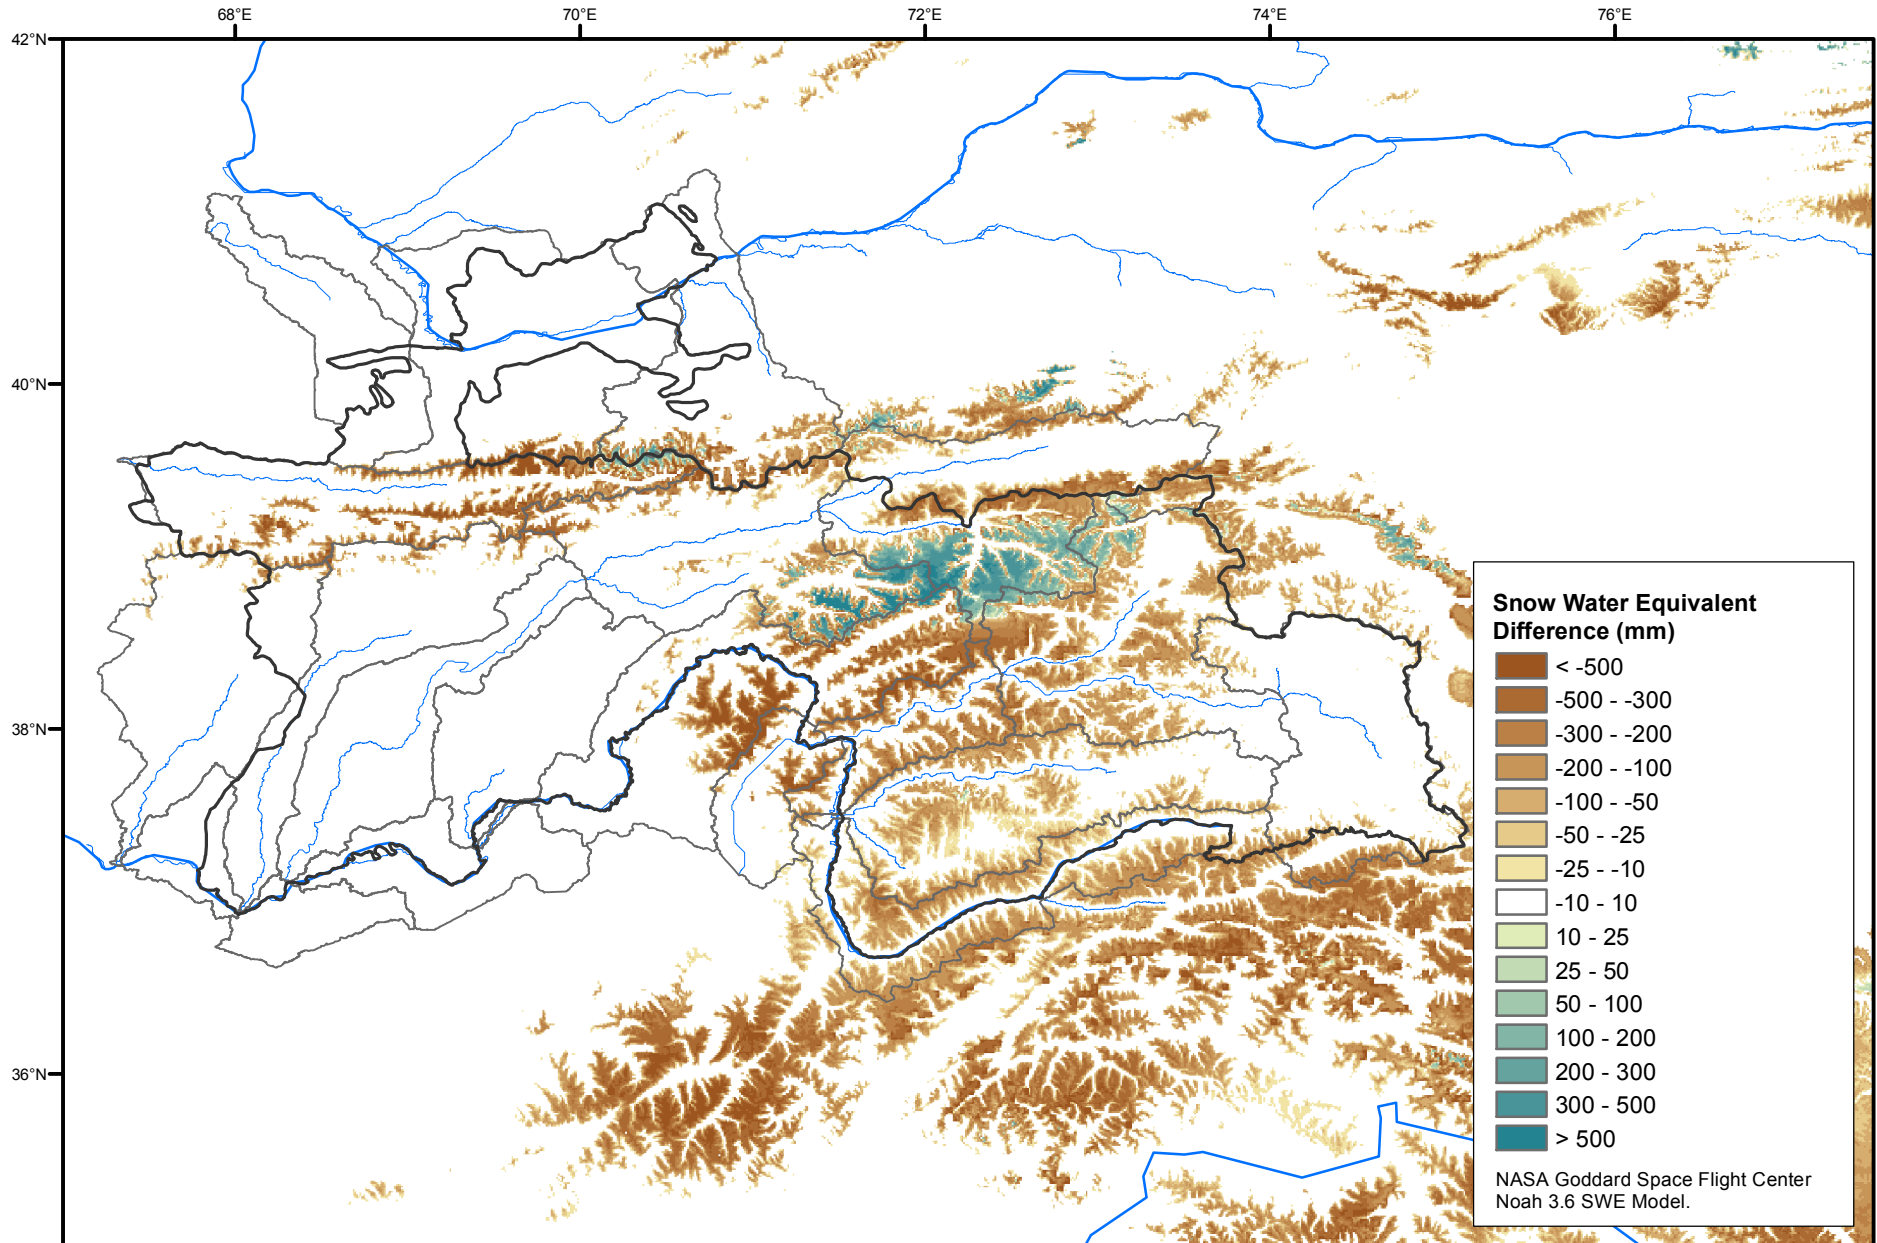 68°E 70°E 72°E 74°E 76°E
42°N
40°N
38°N
36°N
Snow Water Equivalent
Difference (mm)
< -500
-500 - -300
-300 - -200
-200 - -100
-100 - -50
-50 - -25
-25 - -10
-10 - 10
10 - 25
25 - 50
50 - 100
100 - 200
200 - 300
300 - 500
> 500
NASA Goddard Space Flight Center
Noah 3.6 SWE Model.